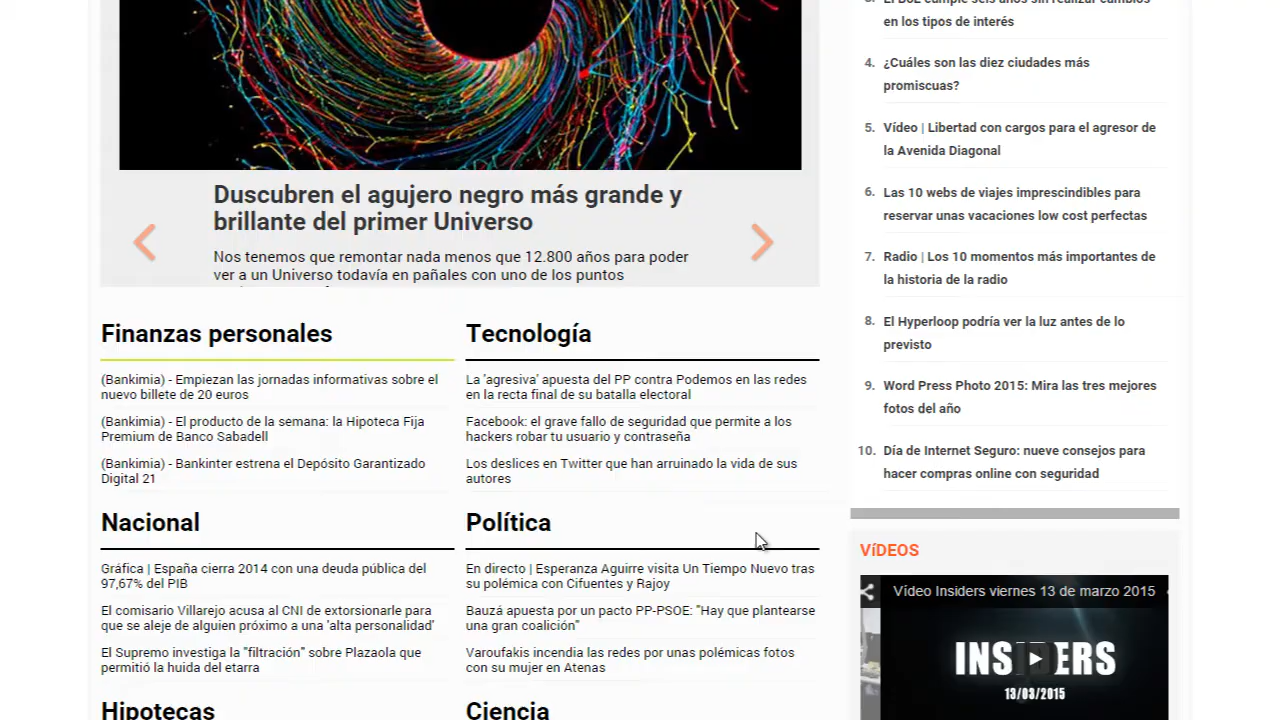 Duscubren el agujero negro más grande y
brillante del primer Universo
Nos tenemos que remontar nada menos que 12.800 años para poder
ver a un Universo todavía en pañales con uno de los puntos
Finanzas personales
(Bankimia) - Empiezan las jornadas informativas sobre el
nuevo billete de 20 euros
(Bankimia) - El producto de la semana: la Hipoteca Fija
Premium de Banco Sabadell
(Bankimia) - Bankinter estrena el Depósito Garantizado
Digital 21
Tecnología
La 'agresiva' apuesta del PP contra Podemos en las redes
en la recta final de su batalla electoral
Facebook: el grave fallo de seguridad que permite a los
hackers robar tu usuario y contraseña
Los deslices en Twitter que han arruinado la vida de sus
autores
Nacional
Gráfica | España cierra 2014 con una deuda pública del
97,67% del PIB
El comisario Villarejo acusa al CNI de extorsionarle para
que se aleje de alguien próximo a una 'alta personalidad'
El Supremo investiga la "filtración" sobre Plazaola que
permitió la huida del etarra
Política
En directo | Esperanza Aguirre visita Un Tiempo Nuevo tras
su polémica con Cifuentes y Rajoy
Bauzá apuesta por un pacto PP-PSOE: "Hay que plantearse
una gran coalición"
Varoufakis incendia las redes por unas polémicas fotos
con su mujer en Atenas
Hipotecas
Ciencia
3. El BCE cumple seis años sin realizar cambios
en los tipos de interés
4. ¿Cuáles son las diez ciudades más
promiscuas?
5. Vídeo | Libertad con cargos para el agresor de
la Avenida Diagonal
6. Las 10 webs de viajes imprescindibles para
reservar unas vacaciones low cost perfectas
7. Radio | Los 10 momentos más importantes de
la historia de la radio
8. El Hyperloop podría ver la luz antes de lo
previsto
9. Word Press Photo 2015: Mira las tres mejores
fotos del año
10. Día de Internet Seguro: nueve consejos para
hacer compras online con seguridad
VíDEOS
Vídeo Insiders viernes 13 de marzo 2015
INSIDERS
13/03/2015